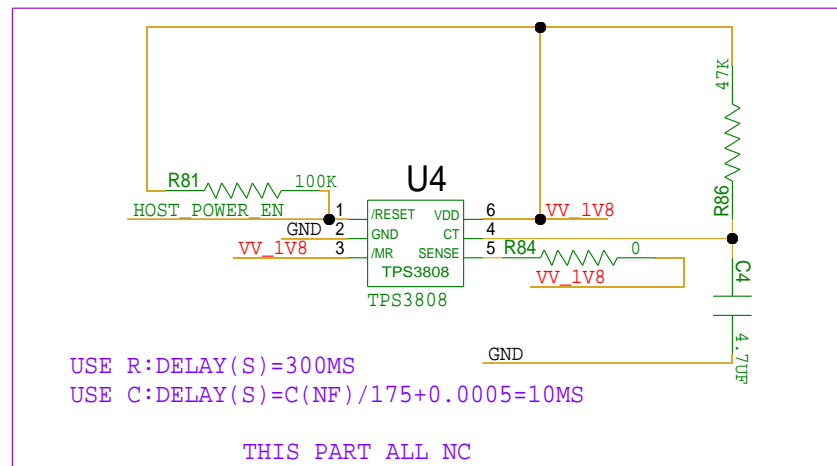 47K
U4
R81
100K
R86
HOST_POWER_EN
1
/RESET
VDD
6
VV_1V8
GND
2
GND
CT
4
VV_1V8
3
/MR
SENSE
5
R84
0
TPS3808
VV_1V8
C4
TPS3808
4.7UF
GND
USE R:DELAY(S)=300MS
USE C:DELAY(S)=C(NF)/175+0.0005=10MS
THIS PART ALL NC